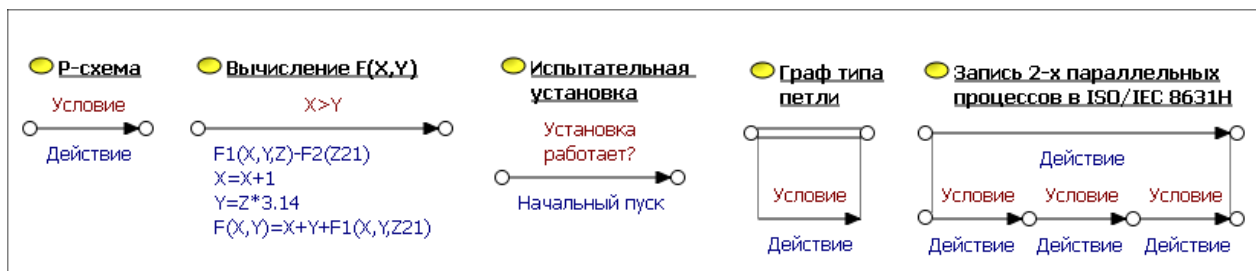 Р-схема
Условие
Действие
Вычисление F(X,Y)
X>Y
F1(X,Y,Z)-F2(Z21)
X=X+1
Y=Z*3.14
F(X,Y)=X+Y+F1(X,Y,Z21)
Испытательная
установка
Установка
работает?
Начальный пуск
Граф типа
петли
Условие
Действие
Запись 2-х параллельных
процессов в ISO/IEC 8631H
Действие
Условие Условие Условие
Действие Действие Действие